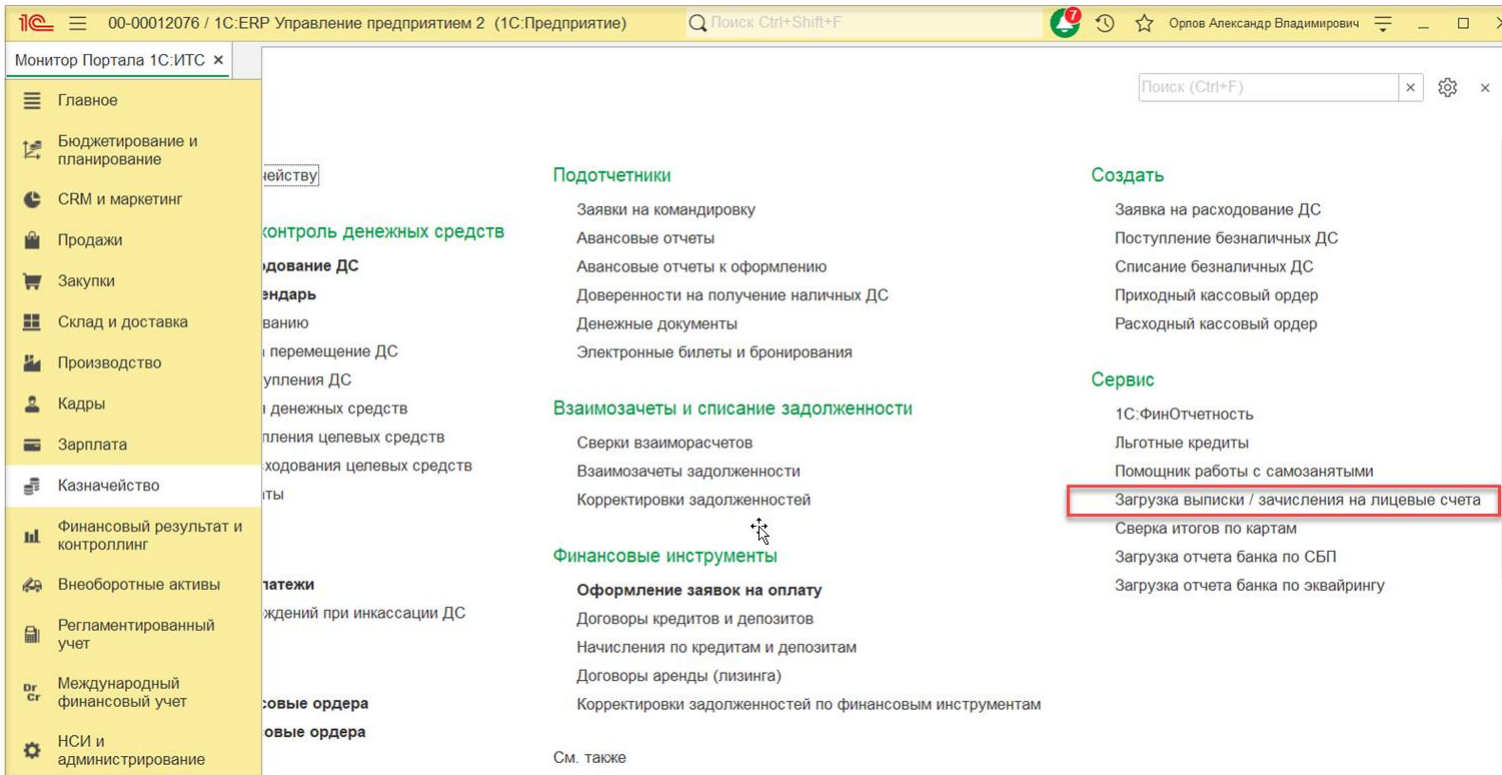 00-00012076 / 1С:ERP Управление предприятием 2 (1С:Предприятие)
Поиск Ctrl+Shift+F
7
Орлов Александр Владимирович
Монитор Портала 1С:ИТС
Поиск (Ctrl+F)
Главное
Бюджетирование и
планирование
CRM и маркетинг
Продажи
Закупки
Склад и доставка
Производство
Кадры
Зарплата
Казначейство
Финансовый результат и
контроллинг
Внеоборотные активы
Регламентированный
учет
Dr
Cr
Международный
финансовый учет
НСИ и
администрирование
чейству
контроль денежных средств
одование ДС
ендарь
ванию
перемещение ДС
упления ДС
денежных средств
пления целевых средств
сходования целевых средств
аты
латежи
ждений при инкассации ДС
совые ордера
овые ордера
Подотчетники
Заявки на командировку
Авансовые отчеты
Авансовые отчеты к оформлению
Доверенности на получение наличных ДС
Денежные документы
Электронные билеты и бронирования
Взаимозачеты и списание задолженности
Сверки взаиморасчетов
Взаимозачеты задолженности
Корректировки задолженностей
Финансовые инструменты
Оформление заявок на оплату
Договоры кредитов и депозитов
Начисления по кредитам и депозитам
Договоры аренды (лизинга)
Корректировки задолженностей по финансовым инструментам
См. также
Создать
Заявка на расходование ДС
Поступление безналичных ДС
Списание безналичных ДС
Приходный кассовый ордер
Расходный кассовый ордер
Сервис
1С:ФинОтчетность
Льготные кредиты
Помощник работы с самозанятыми
Загрузка выписки / зачисления на лицевые счета
Сверка итогов по картам
Загрузка отчета банка по СБП
Загрузка отчета банка по эквайрингу